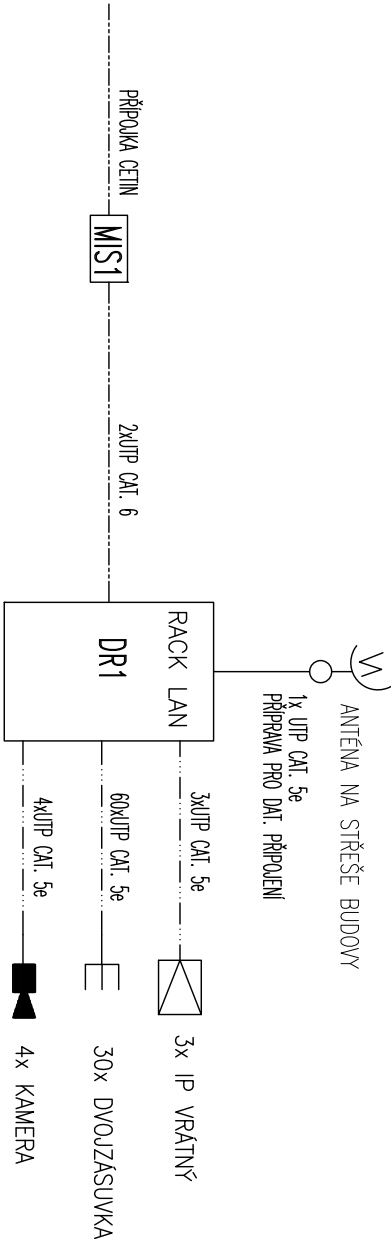 PŘÍPOJKA CETIN
MIS1
2xUTP CAT. 6
RACK LAN
DR1
ANTÉNA NA STŘEŠE BUDOVY
1x UTP CAT. 5e
PŘÍPRAVA PRO DAT. PŘIPOJENÍ
3xUTP CAT. 5e
3x IP VRÁTNÝ
60xUTP CAT. 5e
30x DVOJZÁSUVKA
4xUTP CAT. 5e
4x KAMERA